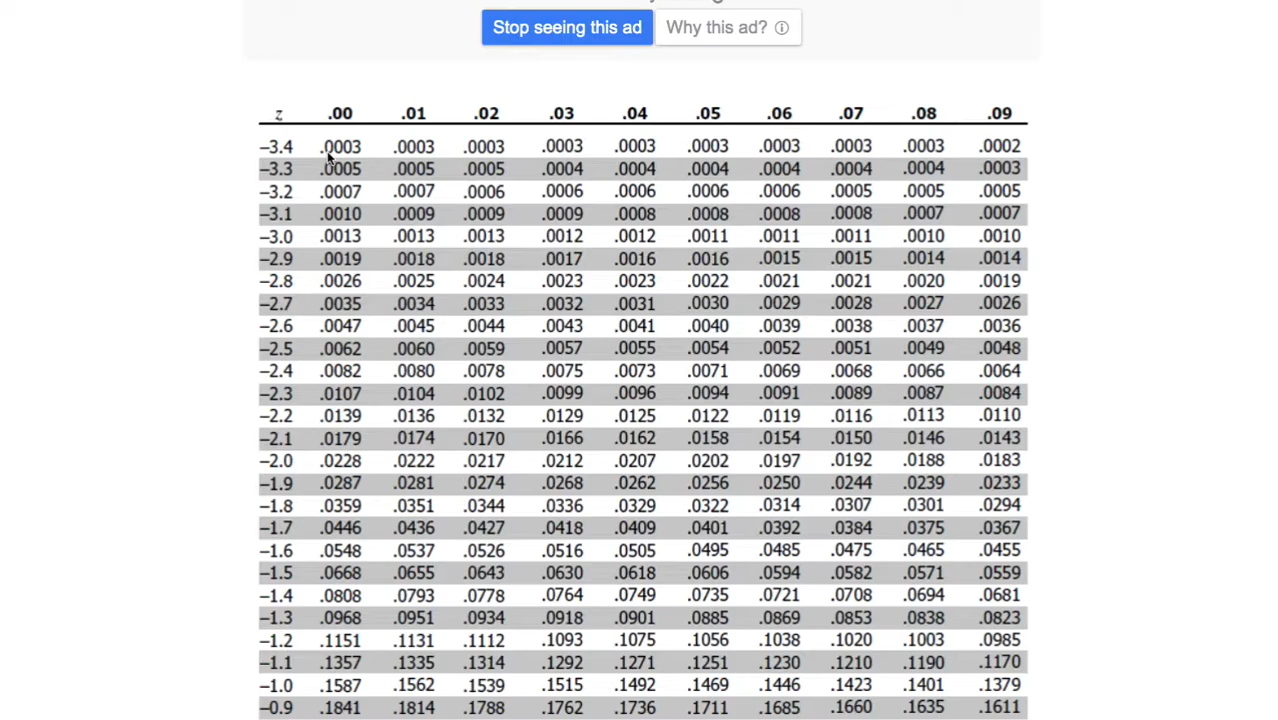 Stop seeing this ad Why this ad? ⓘ
z .00 .01 .02 .03 .04 .05 .06 .07 .08 .09
−3.4 .0003 .0003 .0003 .0003 .0003 .0003 .0003 .0003 .0003 .0002
−3.3 .0005 .0005 .0005 .0004 .0004 .0004 .0004 .0004 .0004 .0003
−3.2 .0007 .0007 .0006 .0006 .0006 .0006 .0006 .0005 .0005 .0005
−3.1 .0010 .0009 .0009 .0009 .0008 .0008 .0008 .0008 .0007 .0007
−3.0 .0013 .0013 .0013 .0012 .0012 .0011 .0011 .0011 .0010 .0010
−2.9 .0019 .0018 .0018 .0017 .0016 .0016 .0015 .0015 .0014 .0014
−2.8 .0026 .0025 .0024 .0023 .0023 .0022 .0021 .0021 .0020 .0019
−2.7 .0035 .0034 .0033 .0032 .0031 .0030 .0029 .0028 .0027 .0026
−2.6 .0047 .0045 .0044 .0043 .0041 .0040 .0039 .0038 .0037 .0036
−2.5 .0062 .0060 .0059 .0057 .0055 .0054 .0052 .0051 .0049 .0048
−2.4 .0082 .0080 .0078 .0075 .0073 .0071 .0069 .0068 .0066 .0064
−2.3 .0107 .0104 .0102 .0099 .0096 .0094 .0091 .0089 .0087 .0084
−2.2 .0139 .0136 .0132 .0129 .0125 .0122 .0119 .0116 .0113 .0110
−2.1 .0179 .0174 .0170 .0166 .0162 .0158 .0154 .0150 .0146 .0143
−2.0 .0228 .0222 .0217 .0212 .0207 .0202 .0197 .0192 .0188 .0183
−1.9 .0287 .0281 .0274 .0268 .0262 .0256 .0250 .0244 .0239 .0233
−1.8 .0359 .0351 .0344 .0336 .0329 .0322 .0314 .0307 .0301 .0294
−1.7 .0446 .0436 .0427 .0418 .0409 .0401 .0392 .0384 .0375 .0367
−1.6 .0548 .0537 .0526 .0516 .0505 .0495 .0485 .0475 .0465 .0455
−1.5 .0668 .0655 .0643 .0630 .0618 .0606 .0594 .0582 .0571 .0559
−1.4 .0808 .0793 .0778 .0764 .0749 .0735 .0721 .0708 .0694 .0681
−1.3 .0968 .0951 .0934 .0918 .0901 .0885 .0869 .0853 .0838 .0823
−1.2 .1151 .1131 .1112 .1093 .1075 .1056 .1038 .1020 .1003 .0985
−1.1 .1357 .1335 .1314 .1292 .1271 .1251 .1230 .1210 .1190 .1170
−1.0 .1587 .1562 .1539 .1515 .1492 .1469 .1446 .1423 .1401 .1379
−0.9 .1841 .1814 .1788 .1762 .1736 .1711 .1685 .1660 .1635 .1611